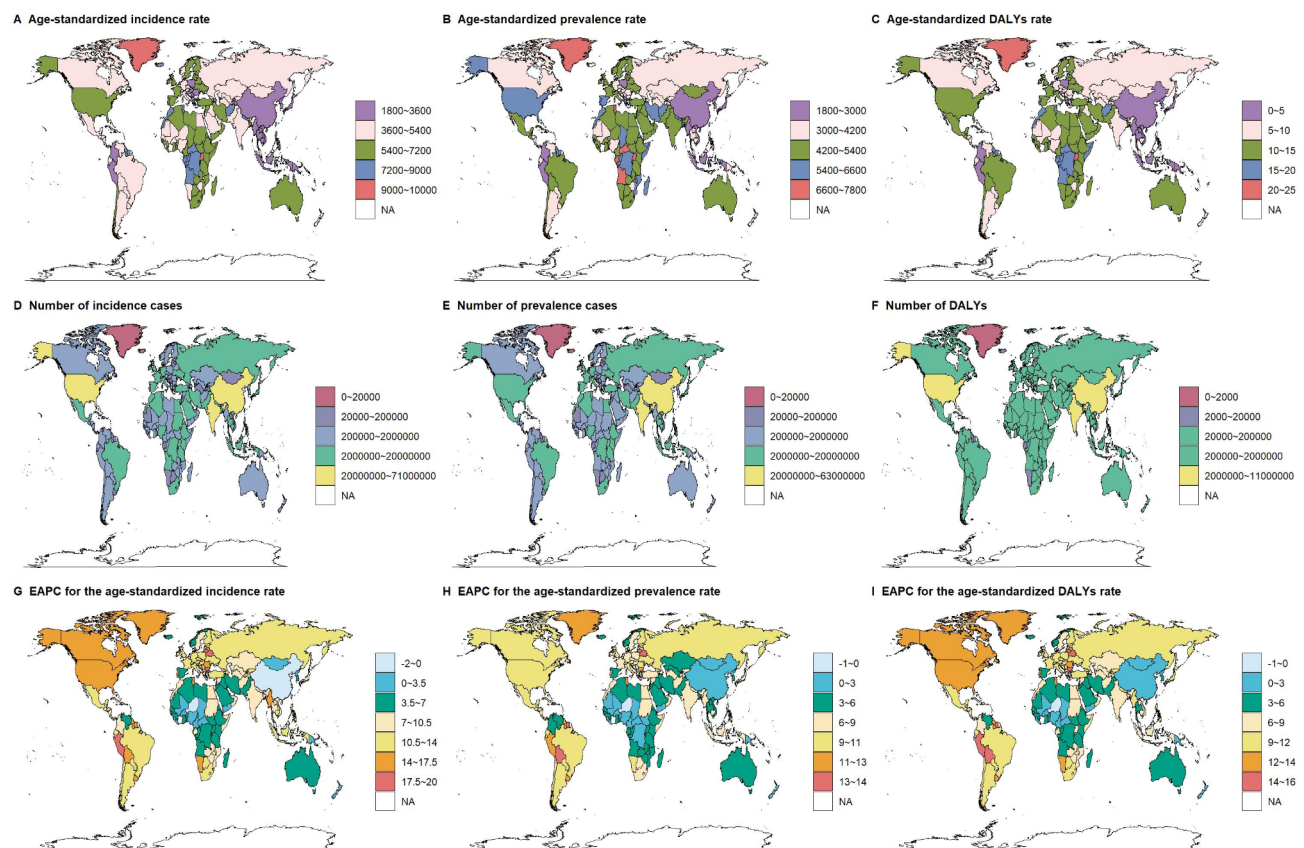 A Age-standardized incidence rate
B Age-standardized prevalence rate
C Age-standardized DALYs rate
1800~3600
3600~5400
5400~7200
7200~9000
9000~10000
NA
1800~3000
3000~4200
4200~5400
5400~6600
6600~7800
NA
0~5
5~10
10~15
15~20
20~25
NA
D Number of incidence cases
E Number of prevalence cases
F Number of DALYs
0~20000
20000~200000
200000~2000000
2000000~20000000
20000000~71000000
NA
0~20000
20000~200000
200000~2000000
2000000~20000000
20000000~63000000
NA
0~20000
2000~20000
20000~200000
200000~2000000
2000000~11000000
NA
G EAPC for the age-standardized incidence rate
H EAPC for the age-standardized prevalence rate
I EAPC for the age-standardized DALYs rate
-2~0
0~3.5
3.5~7
7~10.5
10.5~14
14~17.5
17.5~20
NA
-1~0
0~3
3~6
6~9
9~11
11~13
13~14
NA
-1~0
0~3
3~6
6~9
9~12
12~14
14~16
NA